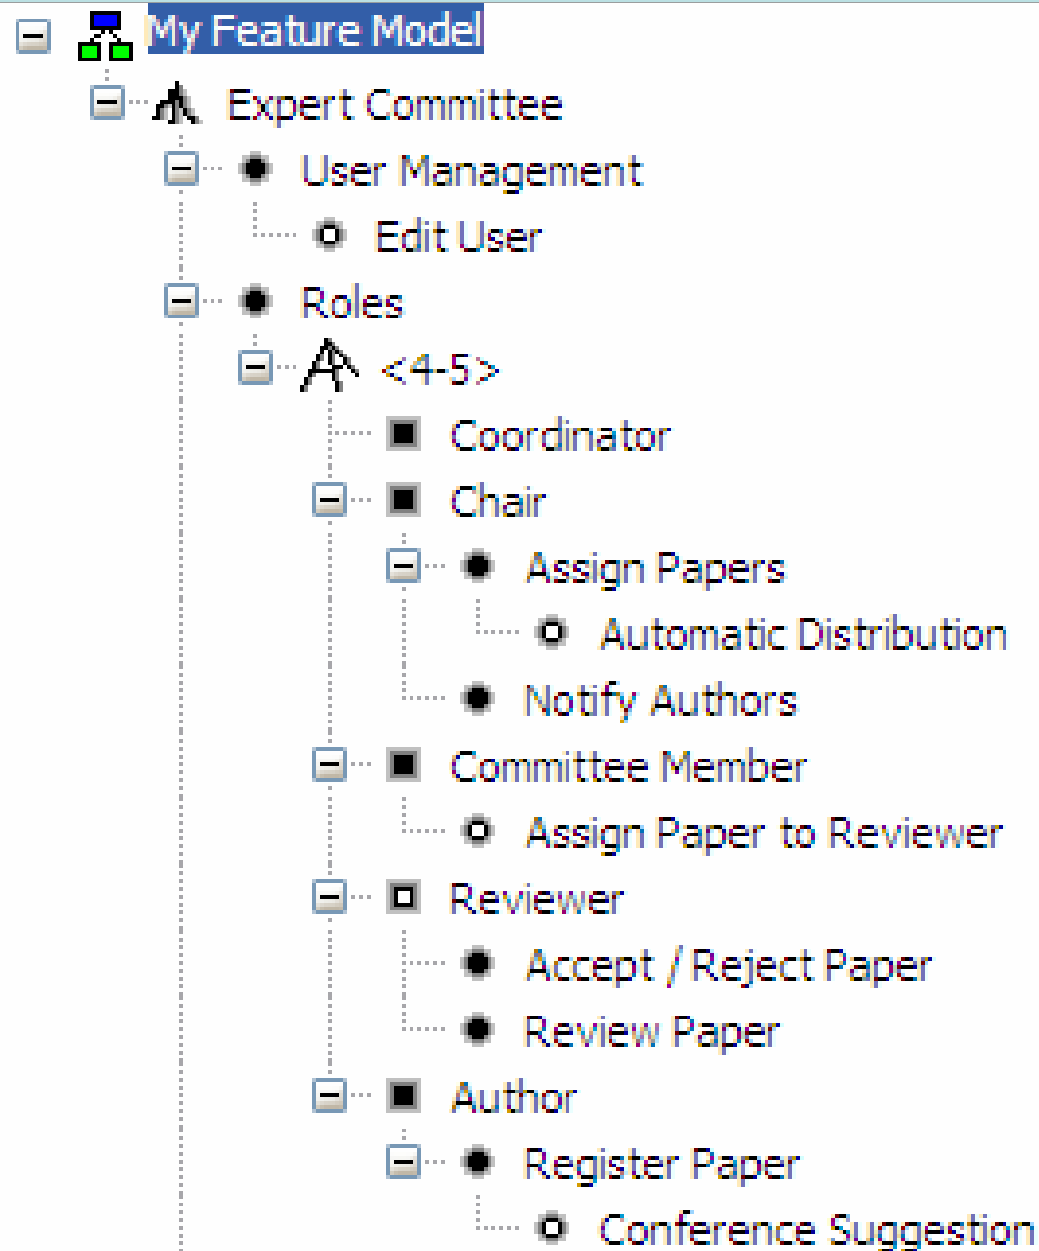 My Feature Model
Expert Committee
User Management
Edit User
Roles
<4-5>
Coordinator
Chair
Assign Papers
Automatic Distribution
Notify Authors
Committee Member
Assign Paper to Reviewer
Reviewer
Accept / Reject Paper
Review Paper
Author
Register Paper
Conference Suggestion